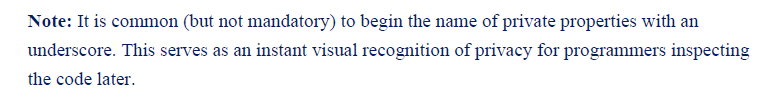 Note: It is common (but not mandatory) to begin the name of private properties with an
underscore. This serves as an instant visual recognition of privacy for programmers inspecting
the code later.